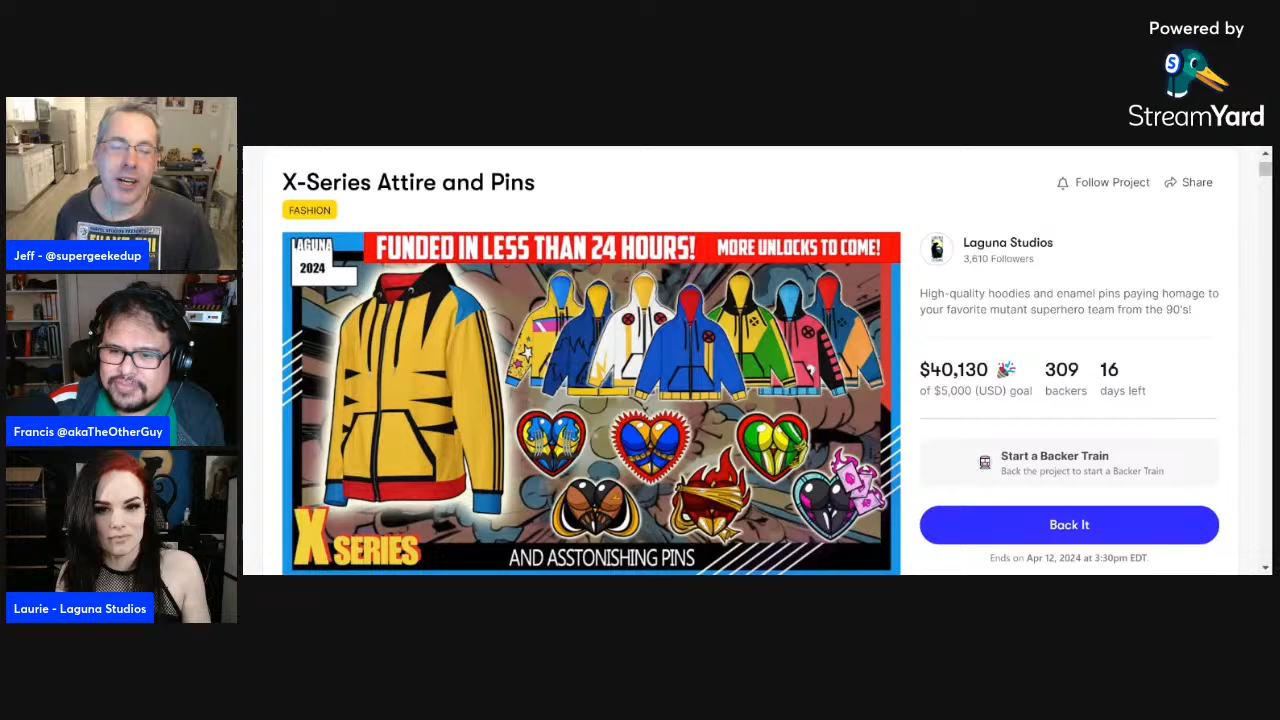 Powered by
StreamYard
Jeff - @supergeekedup
Francis @akaTheOtherGuy
Laurie - Laguna Studios
X-Series Attire and Pins
Follow Project
Share
FASHION
LAGUNA
2024
FUNDED IN LESS THAN 24 HOURS!
MORE UNLOCKS TO COME!
X SERIES
AND ASSTONISHING PINS
Laguna Studios
3,610 Followers
High-quality hoodies and enamel pins paying homage to
your favorite mutant superhero team from the 90's!
$40,130
309
16
of $5,000 (USD) goal
backers
days left
Start a Backer Train
Back the project to start a Backer Train
Back It
Ends on Apr 12, 2024 at 3:30pm EDT.